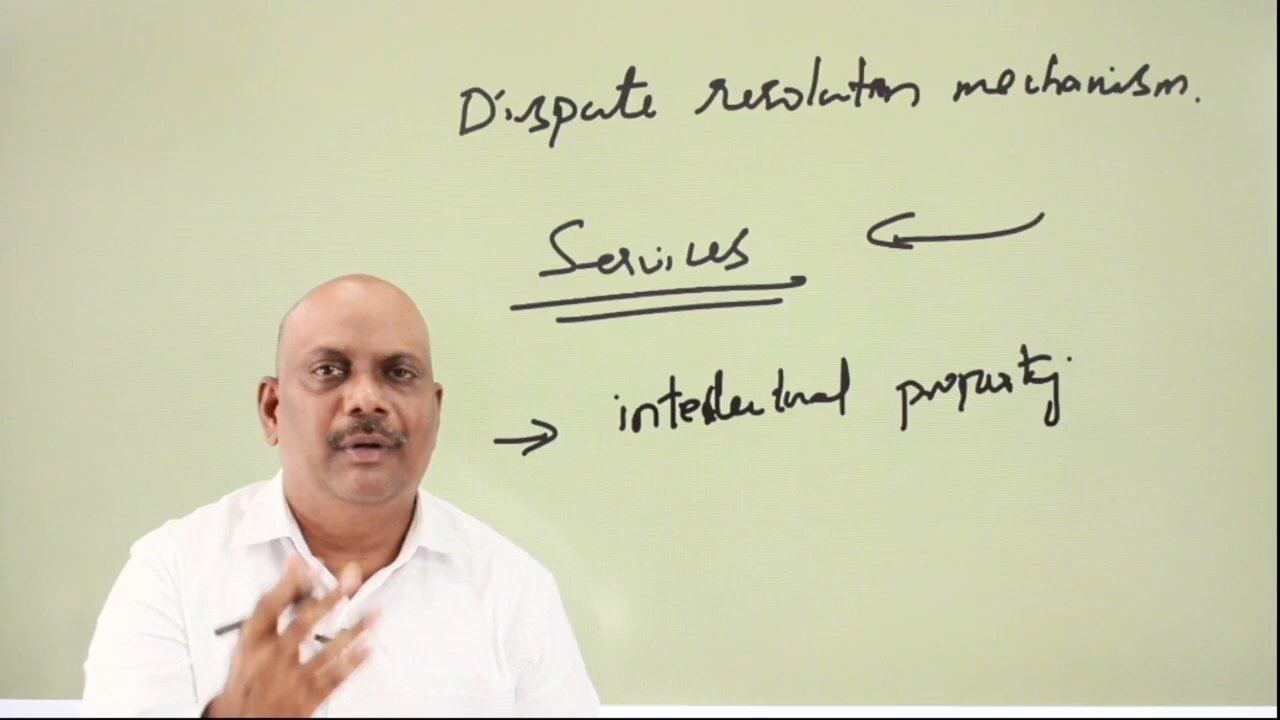 Dispute resolution mechanism.
Services
intellectual property